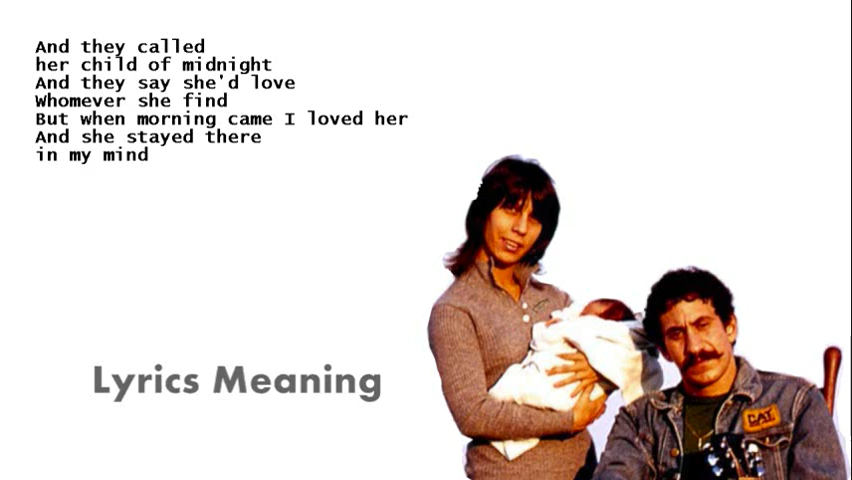 And they called
her child of midnight
And they say she'd love
Whomever she find
But when morning came I loved her
And she stayed there
in my mind
Lyrics Meaning
CAT